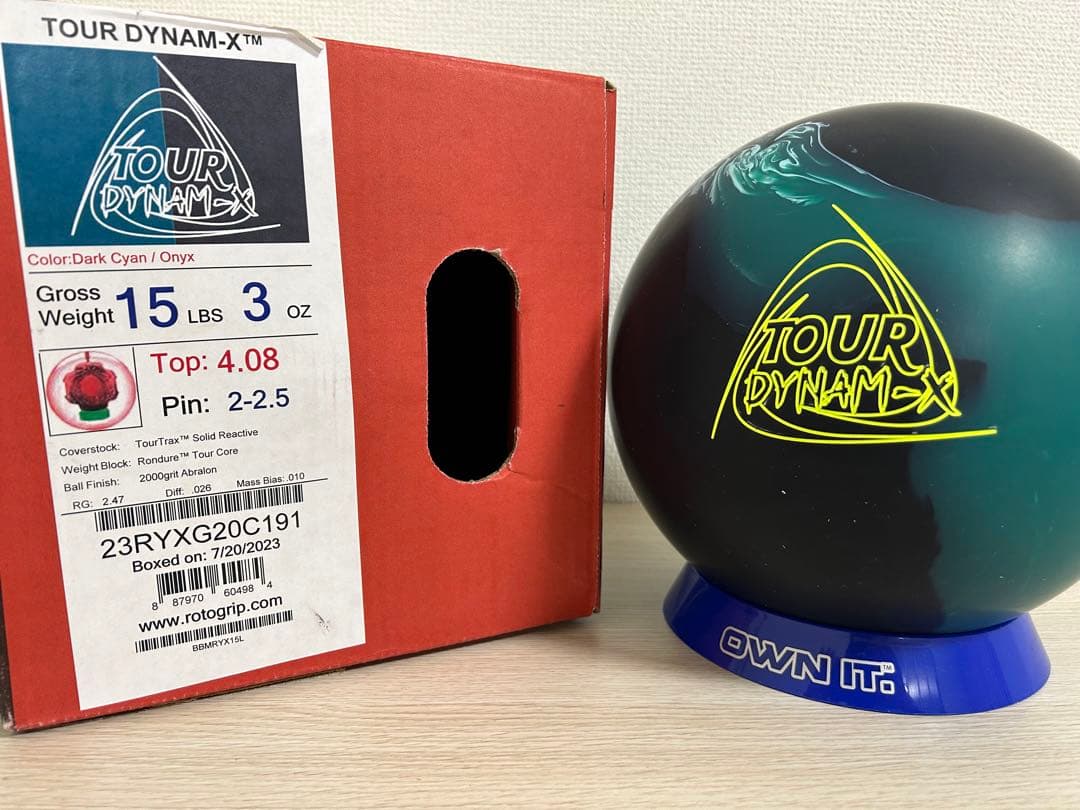 TOUR DYNAM-X™
TOUR
DYNAM-X
Color:Dark Cyan / Onyx
Gross Weight 15 LBS 3 OZ
Top: 4.08
Pin: 2-2.5
Coverstock: TourTrax™ Solid Reactive
Weight Block: Rondure™ Tour Core
Ball Finish: 2000grit Abralon
RG: 2.47 Diff: .026 Mass Bias: .010
23RYXG20C191
Boxed on: 7/20/2023
8 87970 60498 4
www.rotogrip.com
BBMRYX15L
TOUR
DYNAM-X
OWN IT.™